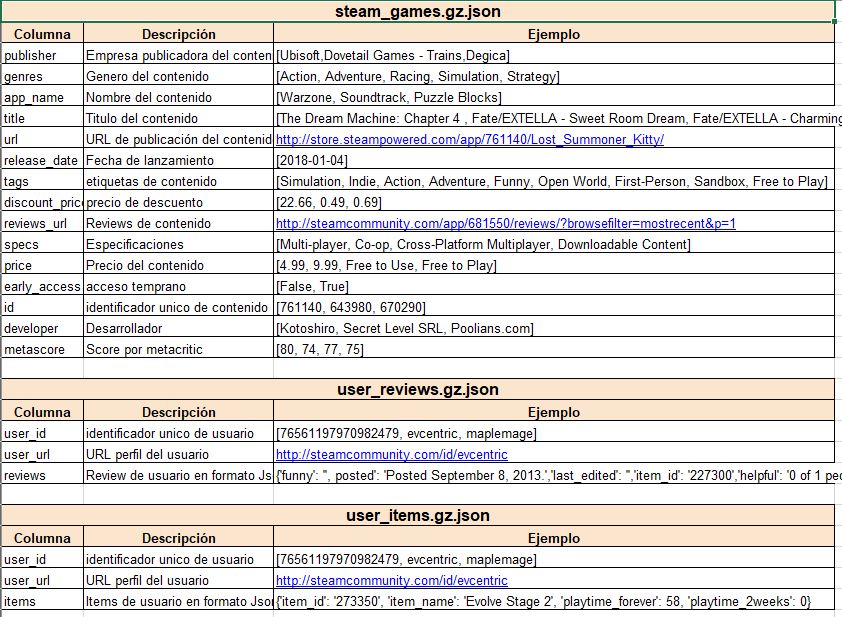 steam_games.gz.json
Columna Descripción Ejemplo
publisher Empresa publicadora del conten [Ubisoft,Dovetail Games - Trains,Degica]
genres Genero del contenido [Action, Adventure, Racing, Simulation, Strategy]
app_name Nombre del contenido [Warzone, Soundtrack, Puzzle Blocks]
title Titulo del contenido [The Dream Machine: Chapter 4 , Fate/EXTELLA - Sweet Room Dream, Fate/EXTELLA - Charming
url URL de publicación del contenid http://store.steampowered.com/app/761140/Lost_Summoner_Kitty/
release_date Fecha de lanzamiento [2018-01-04]
tags etiquetas de contenido [Simulation, Indie, Action, Adventure, Funny, Open World, First-Person, Sandbox, Free to Play]
discount_price precio de descuento [22.66, 0.49, 0.69]
reviews_url Reviews de contenido http://steamcommunity.com/app/681550/reviews/?browsefilter=mostrecent&p=1
specs Especificaciones [Multi-player, Co-op, Cross-Platform Multiplayer, Downloadable Content]
price Precio del contenido [4.99, 9.99, Free to Use, Free to Play]
early_access acceso temprano [False, True]
id identificador unico de contenido [761140, 643980, 670290]
developer Desarrollador [Kotoshiro, Secret Level SRL, Poolians.com]
metascore Score por metacritic [80, 74, 77, 75]
user_reviews.gz.json
Columna Descripción Ejemplo
user_id identificador unico de usuario [76561197970982479, evcentric, maplemage]
user_url URL perfil del usuario http://steamcommunity.com/id/evcentric
reviews Review de usuario en formato Js {'funny': '', posted': 'Posted September 8, 2013.','last_edited': '','item_id': '227300','helpful': '0 of 1 peo
user_items.gz.json
Columna Descripción Ejemplo
user_id identificador unico de usuario [76561197970982479, evcentric, maplemage]
user_url URL perfil del usuario http://steamcommunity.com/id/evcentric
items Items de usuario en formato Json {'item_id': '273350', 'item_name': 'Evolve Stage 2', 'playtime_forever': 58, 'playtime_2weeks': 0}